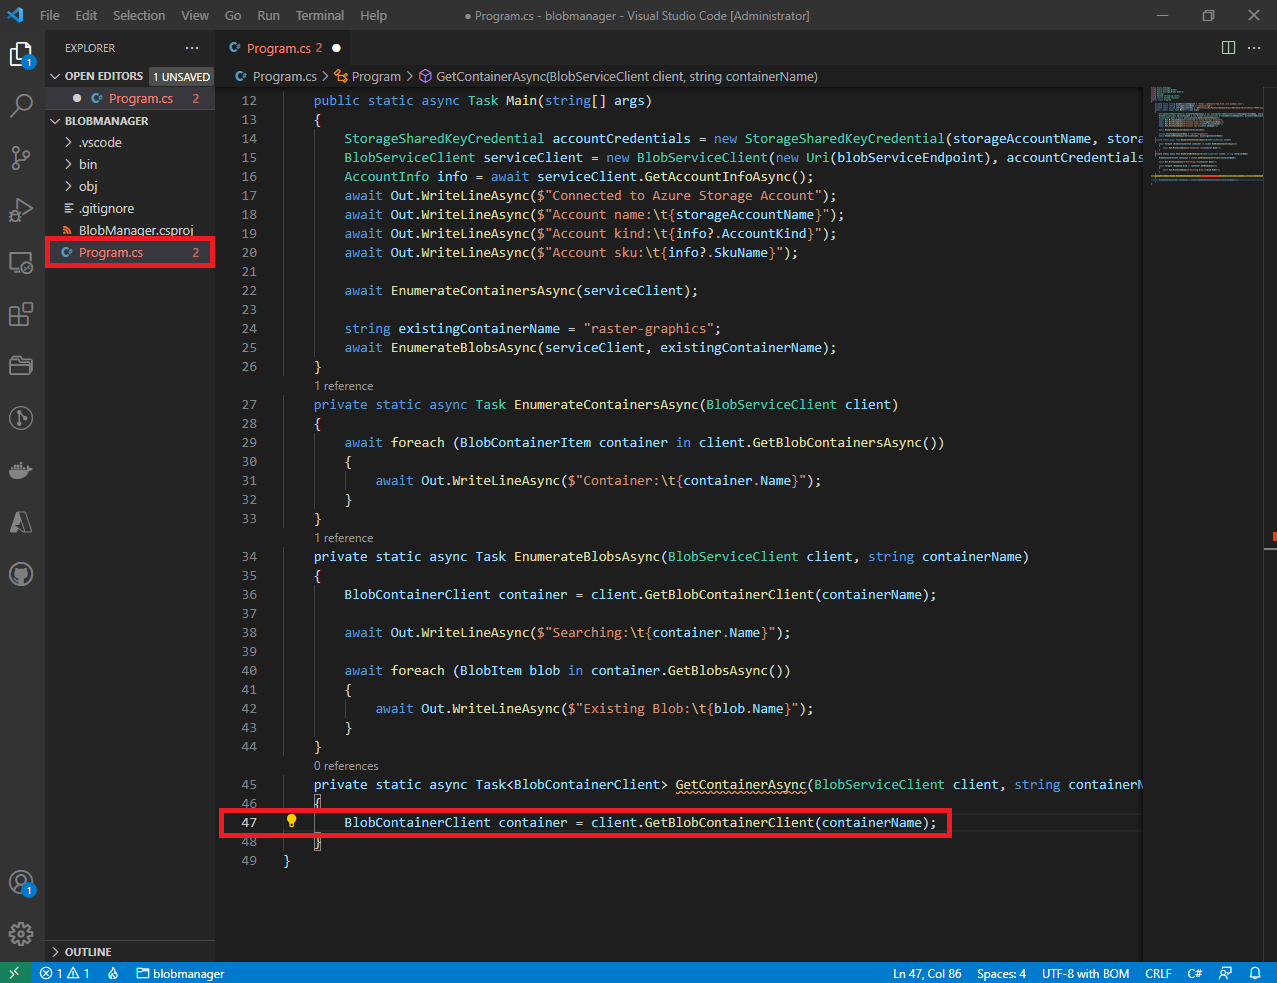 File Edit Selection View Go Run Terminal Help
● Program.cs - blobmanager - Visual Studio Code [Administrator]
EXPLORER
OPEN EDITORS 1 UNSAVED
C# Program.cs 2
BLOBMANAGER
.vscode
bin
obj
.gitignore
BlobManager.csproj
C# Program.cs 2
OUTLINE
1
1
C# Program.cs 2 ●
C# Program.cs > Program > GetContainerAsync(BlobServiceClient client, string containerName)
12 public static async Task Main(string[] args)
13 {
14 StorageSharedKeyCredential accountCredentials = new StorageSharedKeyCredential(storageAccountName, stora
15 BlobServiceClient serviceClient = new BlobServiceClient(new Uri(blobServiceEndpoint), accountCredentials
16 AccountInfo info = await serviceClient.GetAccountInfoAsync();
17 await Out.WriteLineAsync($"Connected to Azure Storage Account");
18 await Out.WriteLineAsync($"Account name:\t{storageAccountName}");
19 await Out.WriteLineAsync($"Account kind:\t{info?.AccountKind}");
20 await Out.WriteLineAsync($"Account sku:\t{info?.SkuName}");
21
22 await EnumerateContainersAsync(serviceClient);
23
24 string existingContainerName = "raster-graphics";
25 await EnumerateBlobsAsync(serviceClient, existingContainerName);
26 }
1 reference
27 private static async Task EnumerateContainersAsync(BlobServiceClient client)
28 {
29 await foreach (BlobContainerItem container in client.GetBlobContainersAsync())
30 {
31 await Out.WriteLineAsync($"Container:\t{container.Name}");
32 }
33 }
1 reference
34 private static async Task EnumerateBlobsAsync(BlobServiceClient client, string containerName)
35 {
36 BlobContainerClient container = client.GetBlobContainerClient(containerName);
37
38 await Out.WriteLineAsync($"Searching:\t{container.Name}");
39
40 await foreach (BlobItem blob in container.GetBlobsAsync())
41 {
42 await Out.WriteLineAsync($"Existing Blob:\t{blob.Name}");
43 }
44 }
0 references
45 private static async Task<BlobContainerClient> GetContainerAsync(BlobServiceClient client, string containerN
46 {
47 BlobContainerClient container = client.GetBlobContainerClient(containerName);
48 }
49 }
1 1 blobmanager
Ln 47, Col 86 Spaces: 4 UTF-8 with BOM CRLF C#